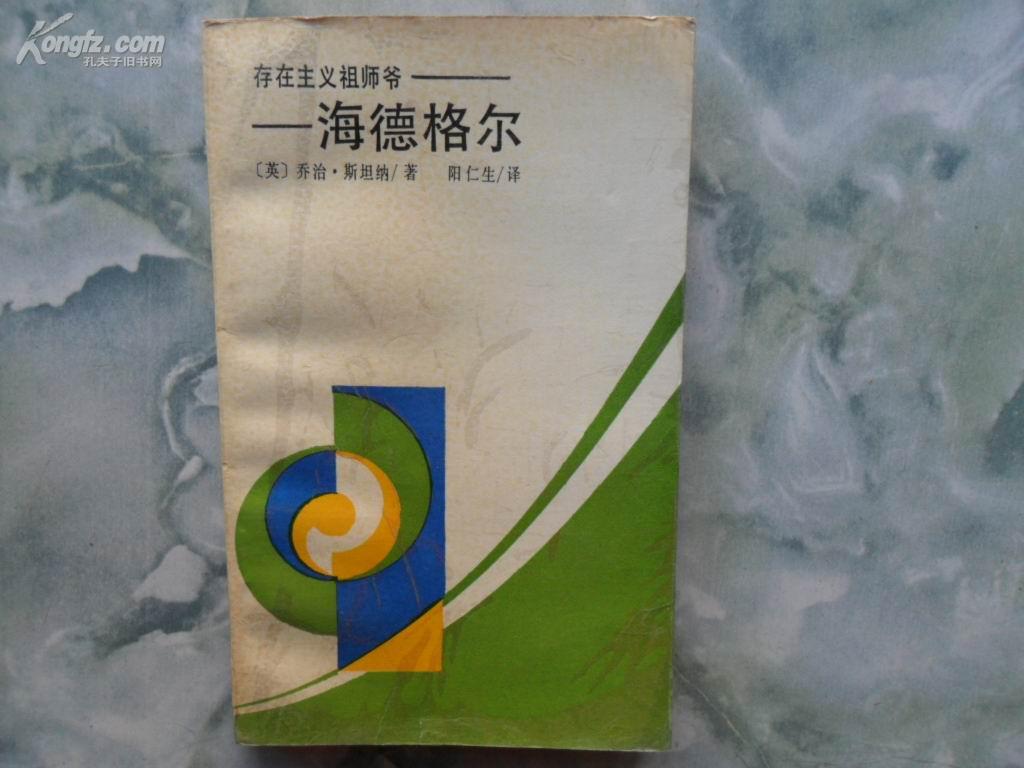 Kongfz.com
孔夫子旧书网
存在主义祖师爷——
—海德格尔
〔英〕乔治·斯坦纳/著 阳仁生/译